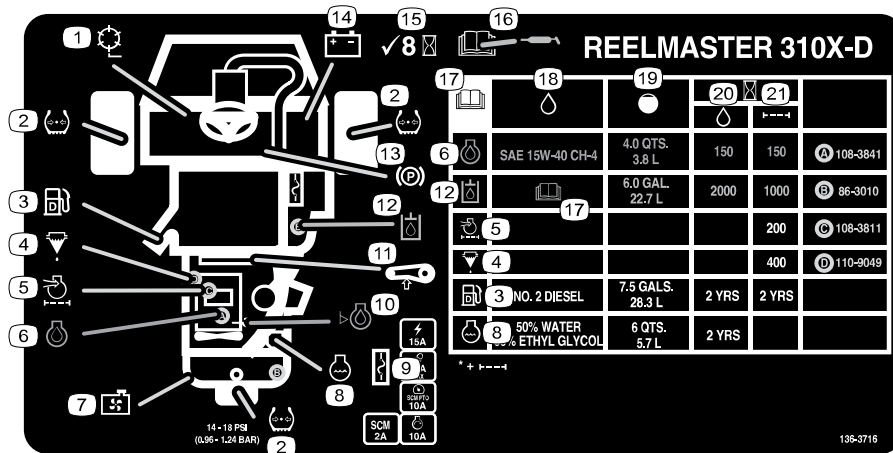 1
14
15
16
✓8
REELMASTER 310X-D
2
2
13
3
D
12
4
11
5
10
6
7
8
9
2
A
B
C
14 - 18 PSI
(0.96 - 1.24 BAR)
15A
SCM PTO
10A
SCM
2A
10A
17
18
19
20
21
6
SAE 15W-40 CH-4
4.0 QTS.
3.8 L
150
150
A 108-3841
12
17
6.0 GAL.
22.7 L
2000
1000
B 86-3010
5
200
C 108-3811
4
400
D 110-9049
3
NO. 2 DIESEL
7.5 GALS.
28.3 L
2 YRS
2 YRS
8
50% WATER
ETHYL GLYCOL
6 QTS.
5.7 L
2 YRS
* +
136-3716